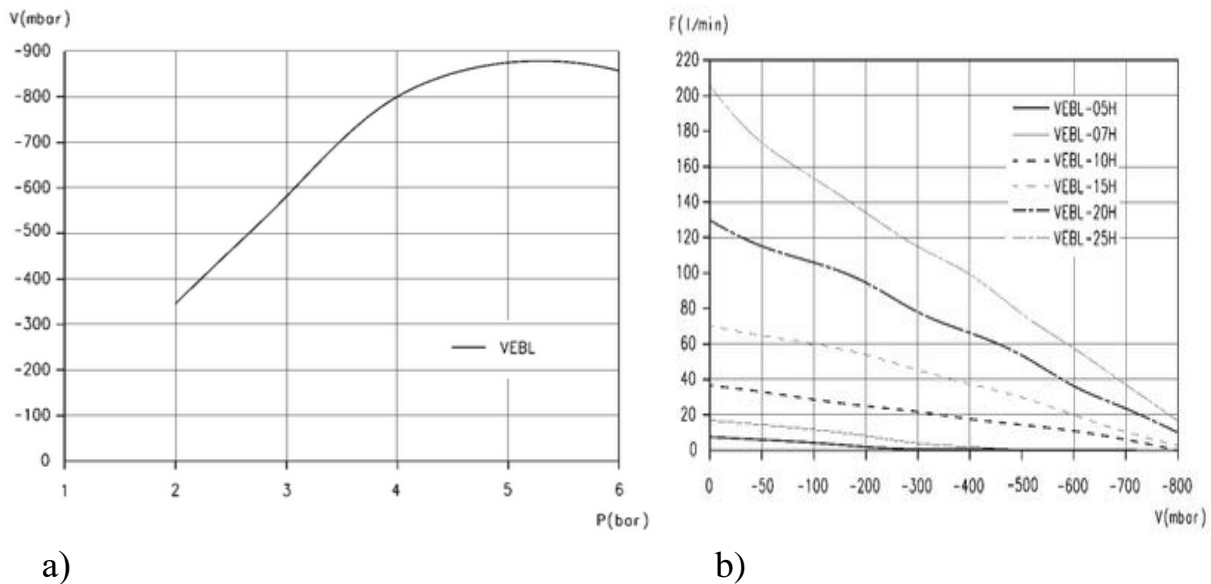 V(mbar)
-900
-800
-700
-600
-500
-400
-300
-200
-100
0
1 2 3 4 5 6
P(bar)
VEBL
a)
F(l/min)
220
200
180
160
140
120
100
80
60
40
20
0
0 -50 -100 -200 -300 -400 -500 -600 -700 -800
V(mbar)
VEBL-05H
VEBL-07H
VEBL-10H
VEBL-15H
VEBL-20H
VEBL-25H
b)